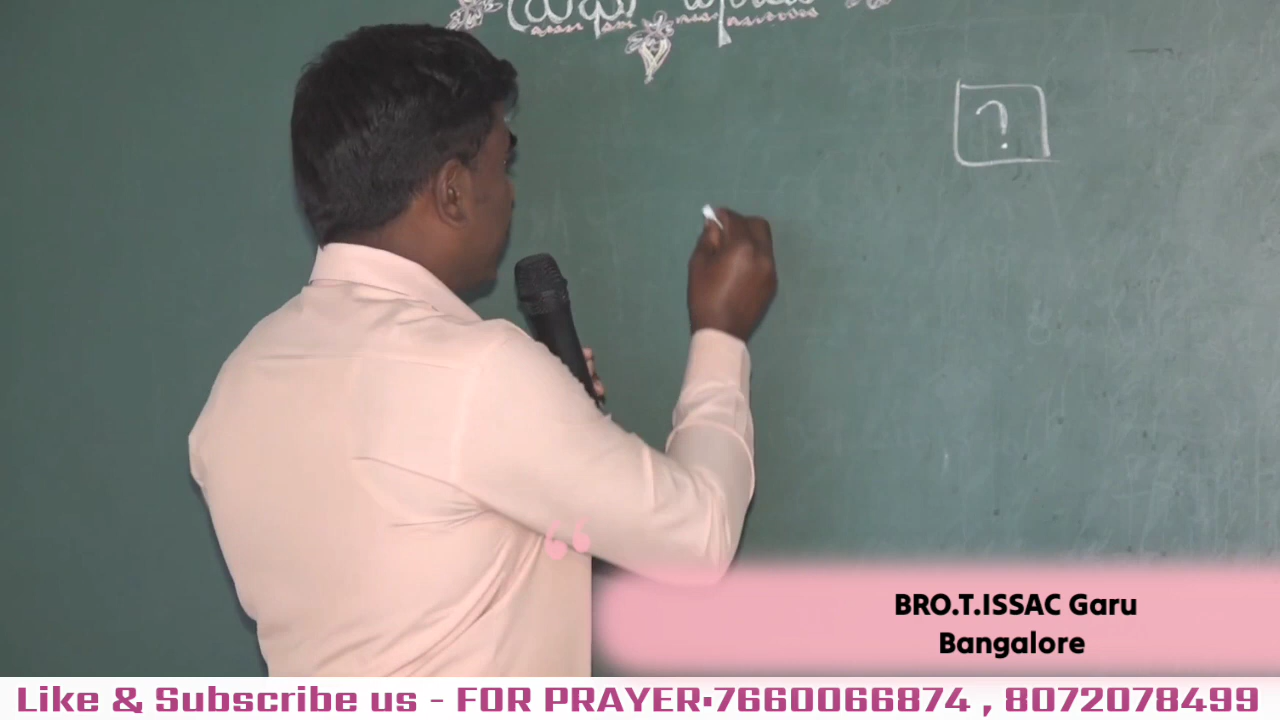 ?
“
BRO.T.ISSAC Garu
Bangalore
Like & Subscribe us - FOR PRAYER•7660066874 , 8072078499